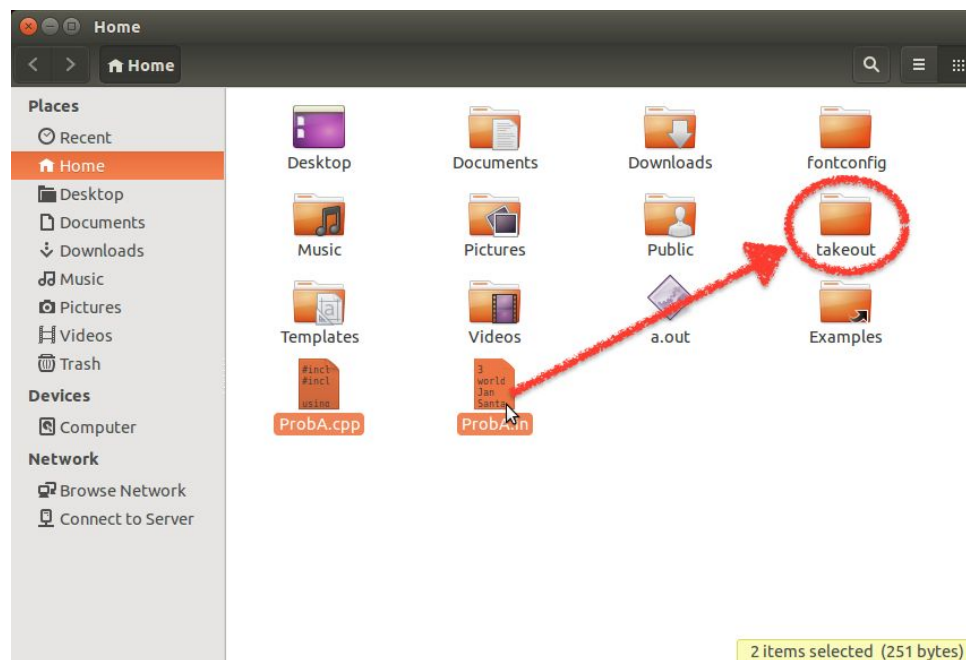 Home
Home
Places
Recent
Home
Desktop
Documents
Downloads
Music
Pictures
Videos
Trash
Devices
Computer
Network
Browse Network
Connect to Server
Desktop Documents Downloads fontconfig
Music Pictures Public takeout
Templates Videos a.out Examples
#incl
#incl
using
3
world
Jan
Santa
ProbA.cpp ProbA.in
2 items selected (251 bytes)